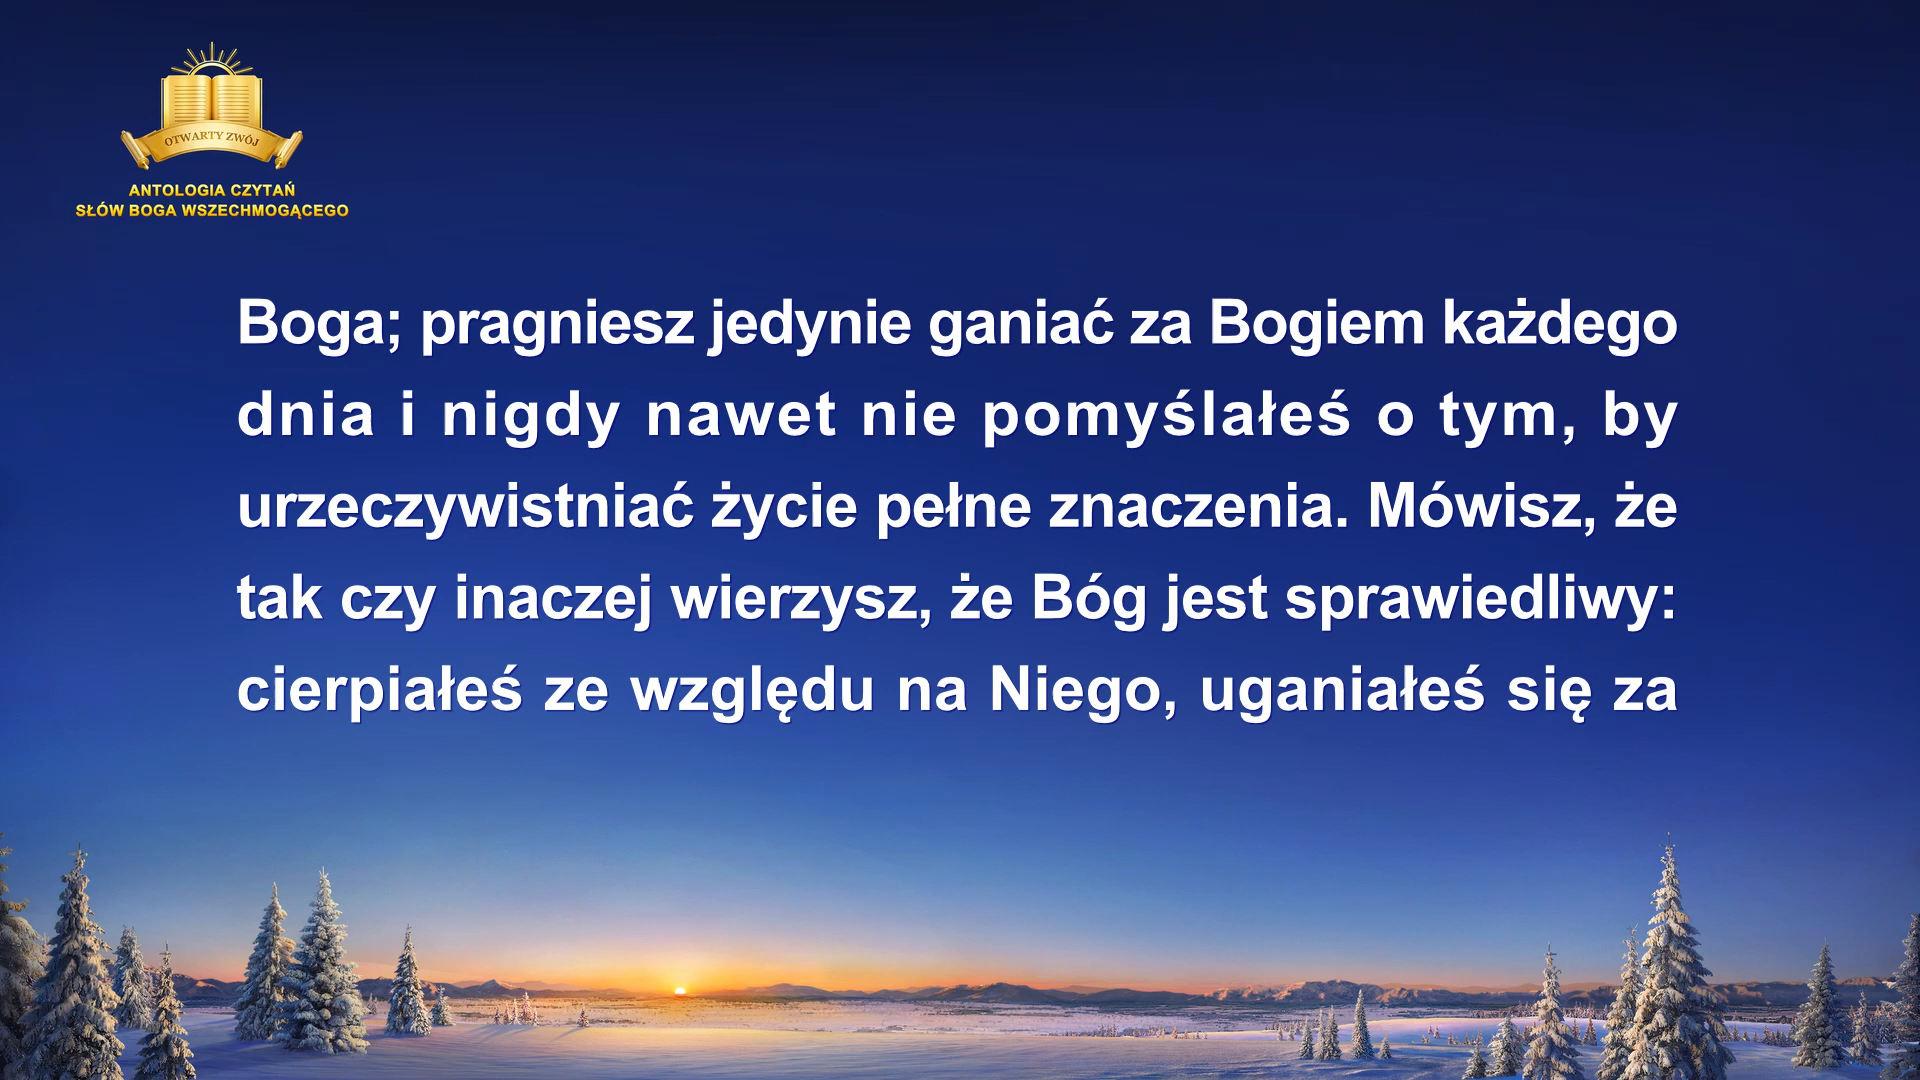 OTWARTY ZWÓJ
ANTOLOGIA CZYTAŃ
SŁÓW BOGA WSZECHMOGĄCEGO
Boga; pragniesz jedynie ganiać za Bogiem każdego
dnia i nigdy nawet nie pomyślałeś o tym, by
urzeczywistniać życie pełne znaczenia. Mówisz, że
tak czy inaczej wierzysz, że Bóg jest sprawiedliwy:
cierpiałeś ze względu na Niego, uganiałeś się za